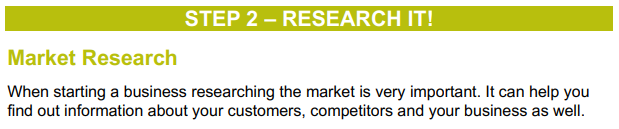 STEP 2 – RESEARCH IT!
Market Research
When starting a business researching the market is very important. It can help you
find out information about your customers, competitors and your business as well.